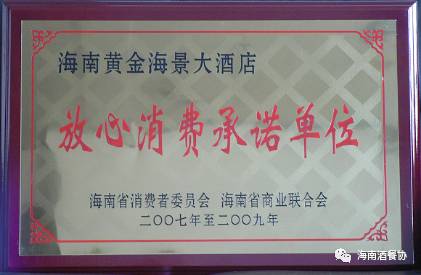 海南黄金海景大酒店
放心消费承诺单位
海南省消费者委员会 海南省商业联合会
二〇〇七年至二〇〇九年
海南酒餐协